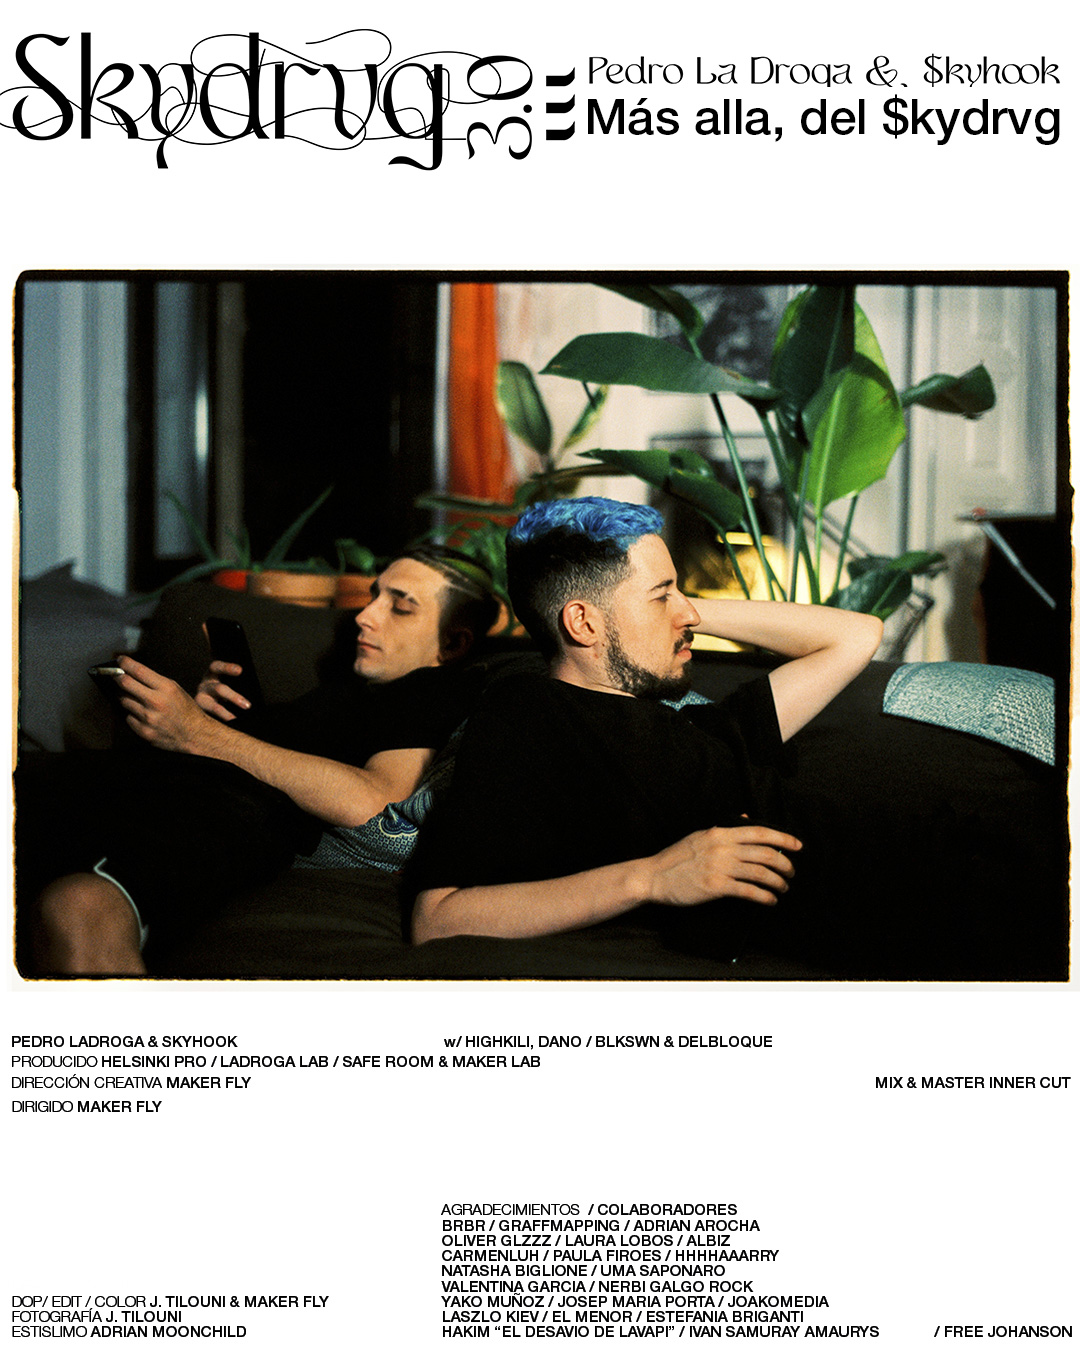 Skydrvg 3.0
Pedro La Droga & $kyhook
Más alla, del $kydrvg
PEDRO LADROGA & SKYHOOK
w/ HIGHKILI, DANO / BLKSWN & DELBLOQUE
PRODUCIDO HELSINKI PRO / LADROGA LAB / SAFE ROOM & MAKER LAB
DIRECCIÓN CREATIVA MAKER FLY
MIX & MASTER INNER CUT
DIRIGIDO MAKER FLY
AGRADECIMIENTOS / COLABORADORES
BRBR / GRAFFMAPPING / ADRIAN AROCHA
OLIVER GLZZZ / LAURA LOBOS / ALBIZ
CARMENLUH / PAULA FIROES / HHHHAAARRY
NATASHA BIGLIONE / UMA SAPONARO
VALENTINA GARCIA / NERBI GALGO ROCK
YAKO MUÑOZ / JOSEP MARIA PORTA / JOAKOMEDIA
LASZLO KIEV / EL MENOR / ESTEFANIA BRIGANTI
HAKIM “EL DESAVIO DE LAVAPI” / IVAN SAMURAY AMAURYS / FREE JOHANSON
DOP/ EDIT / COLOR J. TILOUNI & MAKER FLY
FOTOGRAFÍA J. TILOUNI
ESTISLIMO ADRIAN MOONCHILD